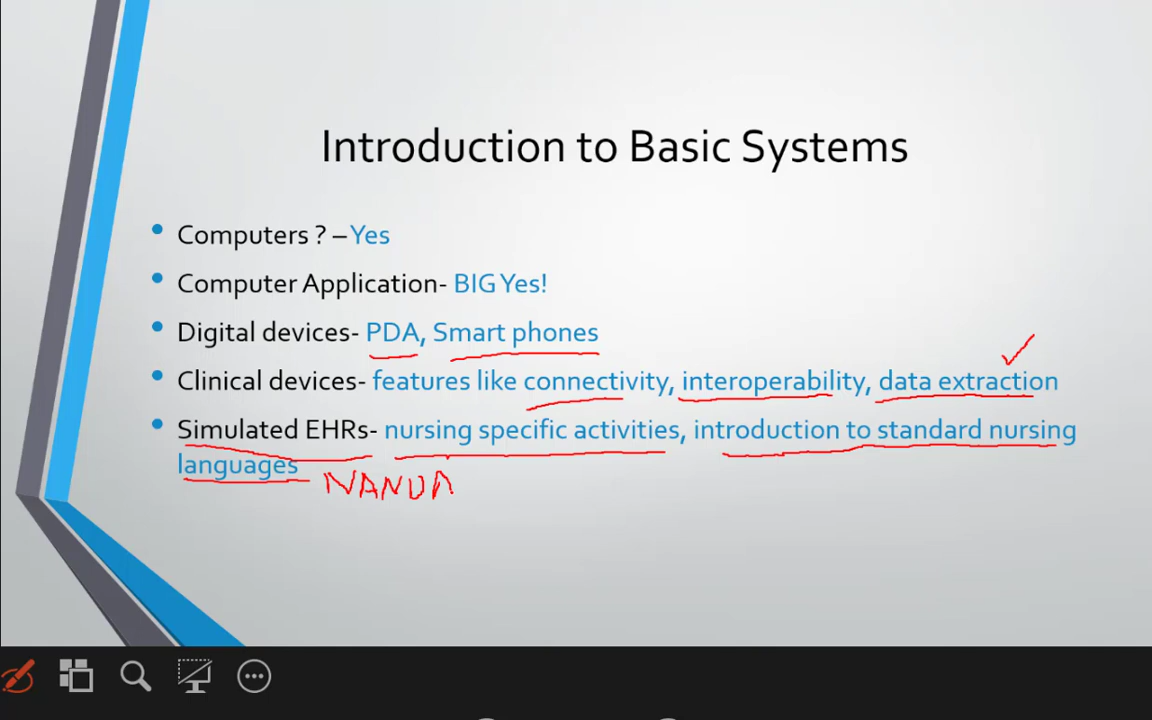 Introduction to Basic Systems
• Computers ? – Yes
• Computer Application- BIG Yes!
• Digital devices- PDA, Smart phones
• Clinical devices- features like connectivity, interoperability, data extraction
• Simulated EHRs- nursing specific activities, introduction to standard nursing
languages NANDA